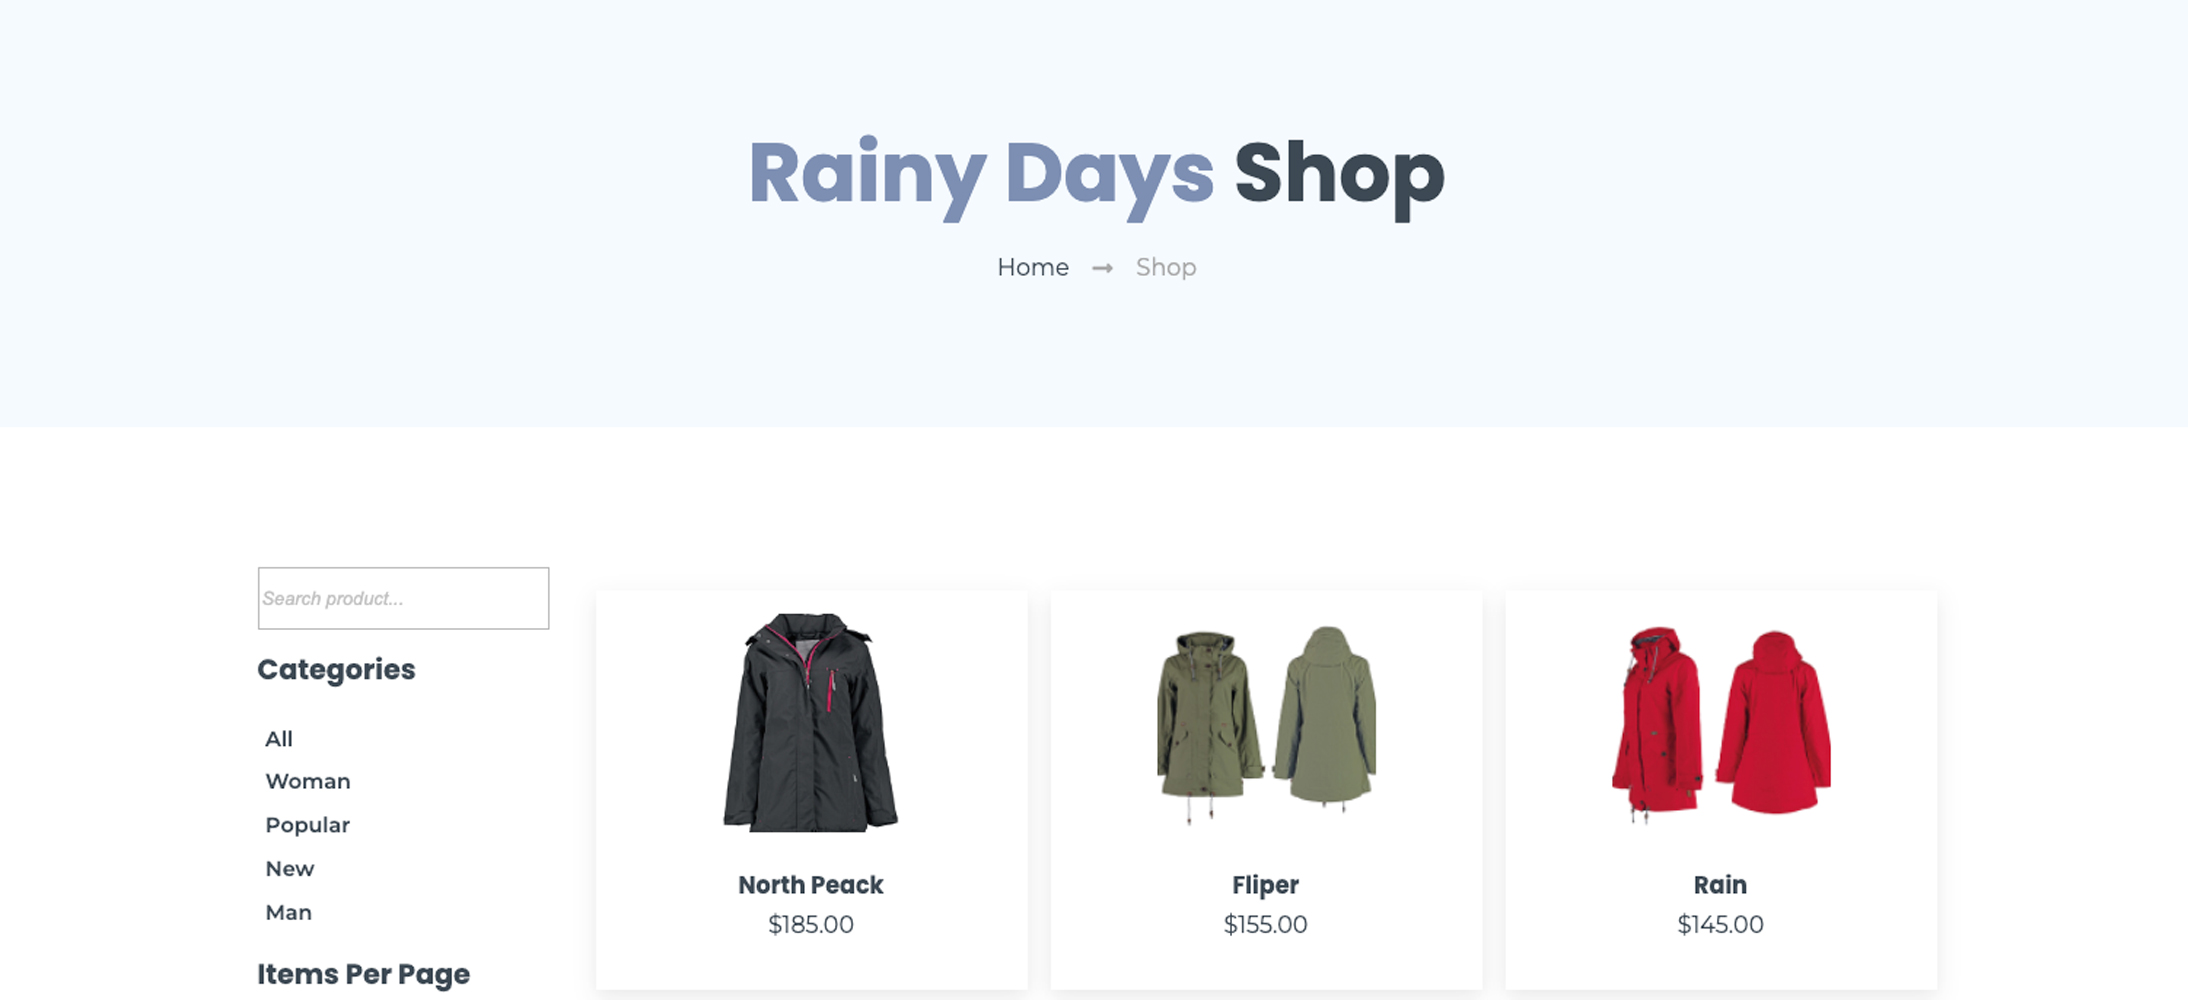 Rainy Days Shop
Home → Shop
Search product...
Categories
All
Woman
Popular
New
Man
Items Per Page
North Peack
$185.00
Fliper
$155.00
Rain
$145.00